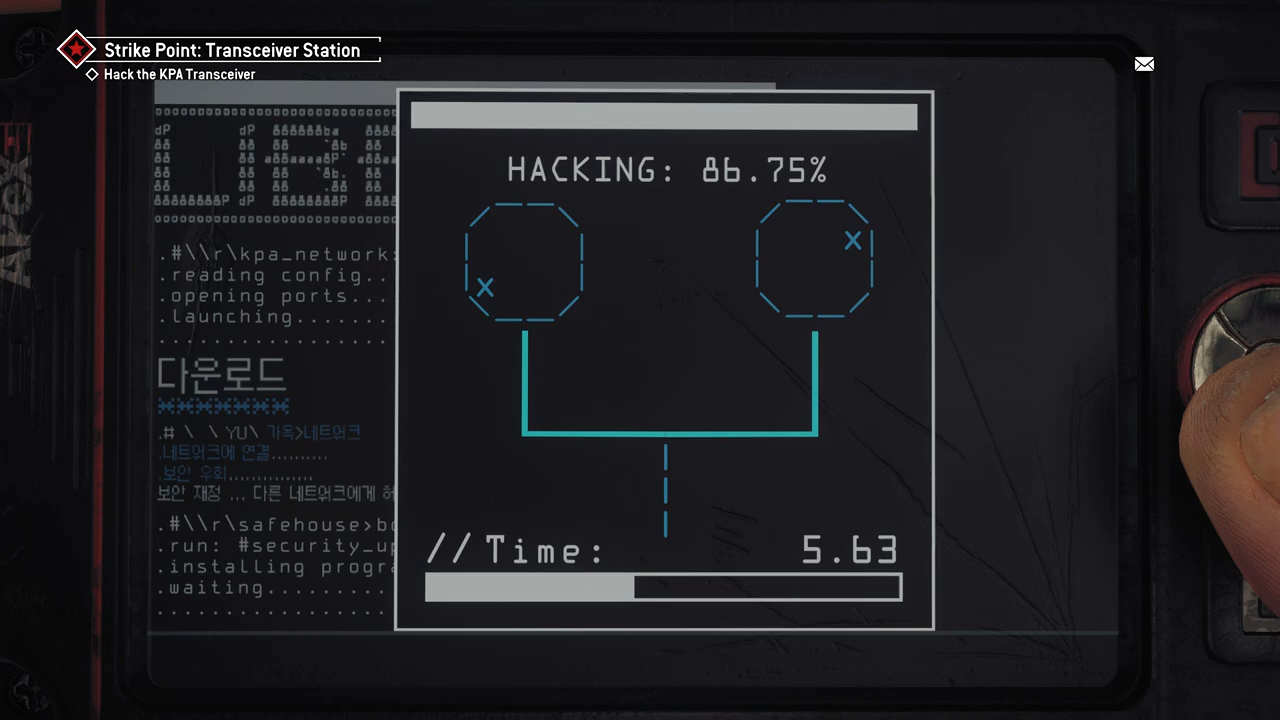 Strike Point: Transceiver Station
Hack the KPA Transceiver
APEX
.#\\r\kpa_network:
.reading config..
.opening ports...
.launching.......
다운로드
.# \ \ YU\ 가옥>네트워크
.네트워크에 연결..........
.보안 우회...............
보안 재정 ... 다른 네트워크에게 허
.#\\r\safehouse>bo
.run: #security_up
.installing progra
.waiting.........
HACKING: 86.75%
X
X
// Time: 5.63